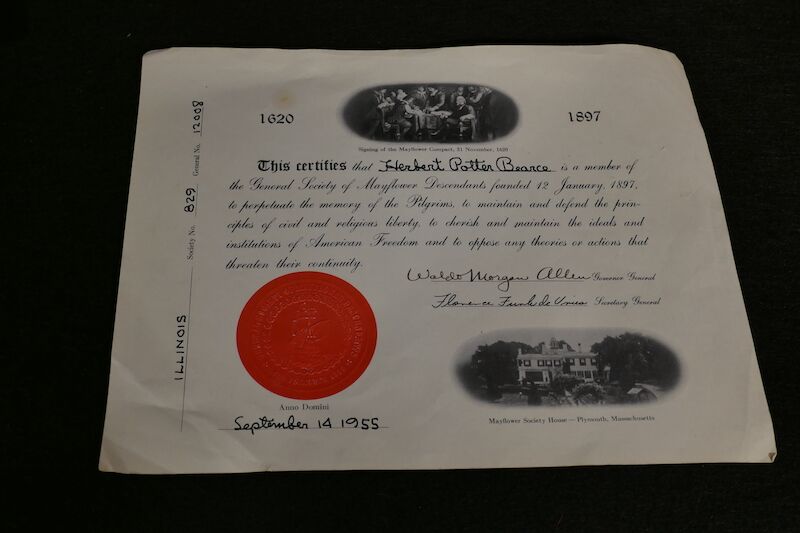 1620
1897
Signing of the Mayflower Compact, 21 November, 1620
This certifies that Herbert Potter Bearce is a member of
the General Society of Mayflower Descendants founded 12 January, 1897,
to perpetuate the memory of the Pilgrims, to maintain and defend the prin-
ciples of civil and religious liberty, to cherish and maintain the ideals and
institutions of American Freedom and to oppose any theories or actions that
threaten their continuity.
Waldo Morgan Allen Governor General
Florence Funk de Secretary General
Anno Domini
September 14 1955
Mayflower Society House — Plymouth, Massachusetts
ILLINOIS Society No. 829 General No. 12008